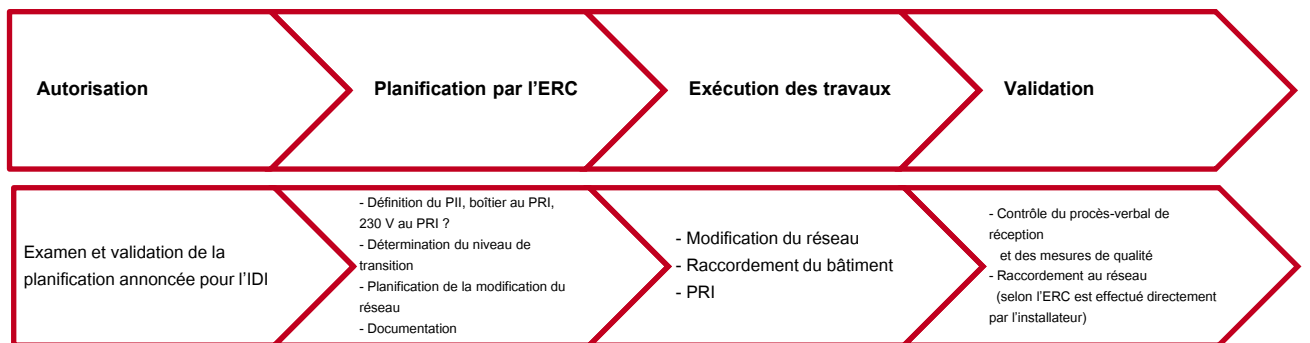 Autorisation
Planification par l’ERC
Exécution des travaux
Validation
Examen et validation de la
planification annoncée pour l’IDI
- Définition du PII, boîtier au PRI,
230 V au PRI ?
- Détermination du niveau de
transition
- Planification de la modification du
réseau
- Documentation
- Modification du réseau
- Raccordement du bâtiment
- PRI
- Contrôle du procès-verbal de
réception
et des mesures de qualité
- Raccordement au réseau
(selon l’ERC est effectué directement
par l’installateur)